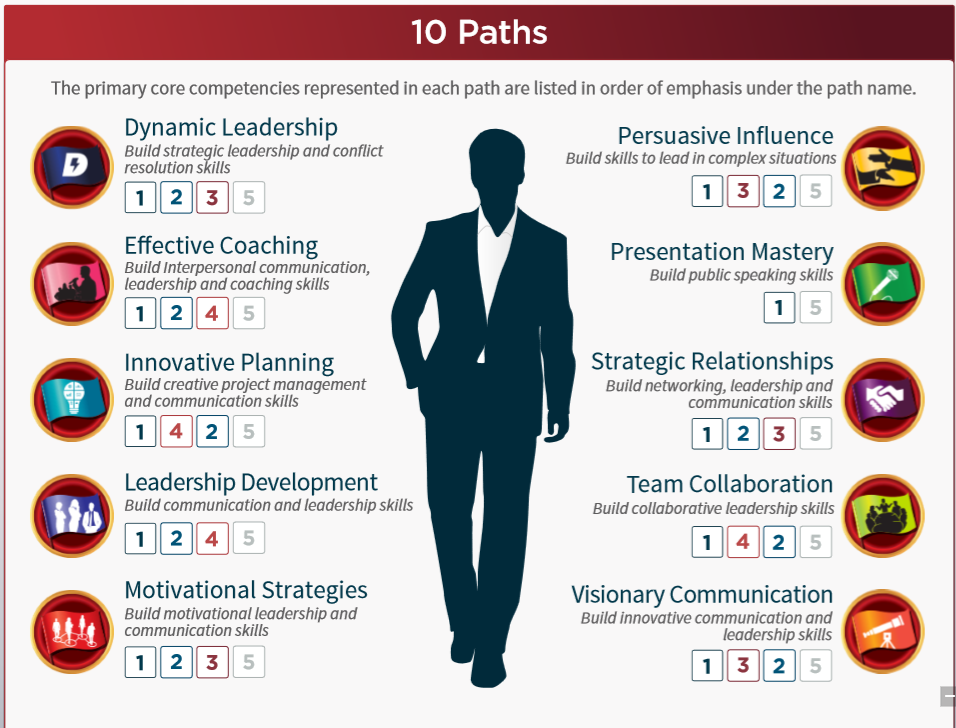 10 Paths
The primary core competencies represented in each path are listed in order of emphasis under the path name.
Dynamic Leadership
Build strategic leadership and conflict
resolution skills
1 2 3 5
Effective Coaching
Build Interpersonal communication,
leadership and coaching skills
1 2 4 5
Innovative Planning
Build creative project management
and communication skills
1 4 2 5
Leadership Development
Build communication and leadership skills
1 2 4 5
Motivational Strategies
Build motivational leadership and
communication skills
1 2 3 5
Persuasive Influence
Build skills to lead in complex situations
1 3 2 5
Presentation Mastery
Build public speaking skills
1 5
Strategic Relationships
Build networking, leadership and
communication skills
1 2 3 5
Team Collaboration
Build collaborative leadership skills
1 4 2 5
Visionary Communication
Build innovative communication and
leadership skills
1 3 2 5
D